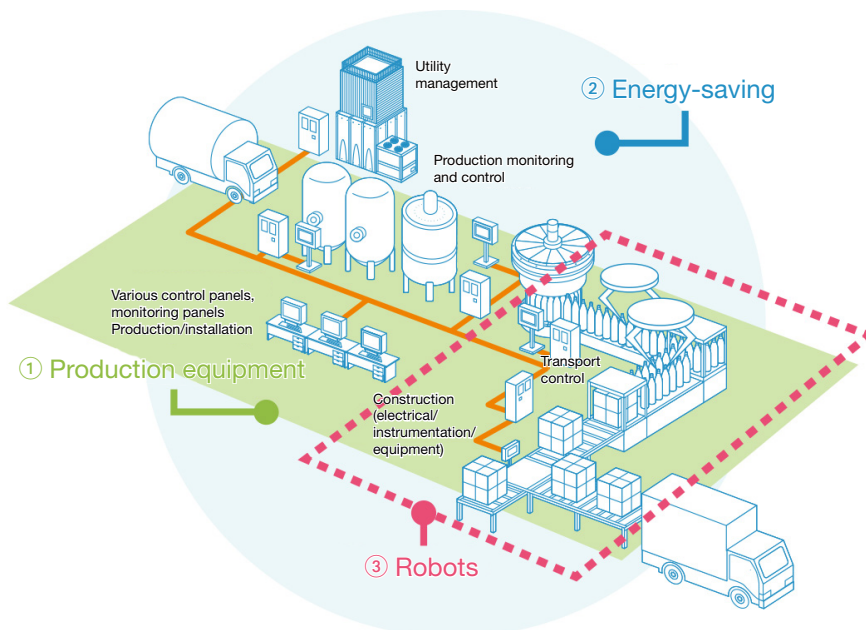 Utility
management
② Energy-saving
Production monitoring
and control
Various control panels,
monitoring panels
Production/installation
① Production equipment
Transport
control
Construction
(electrical/
instrumentation/
equipment)
③ Robots